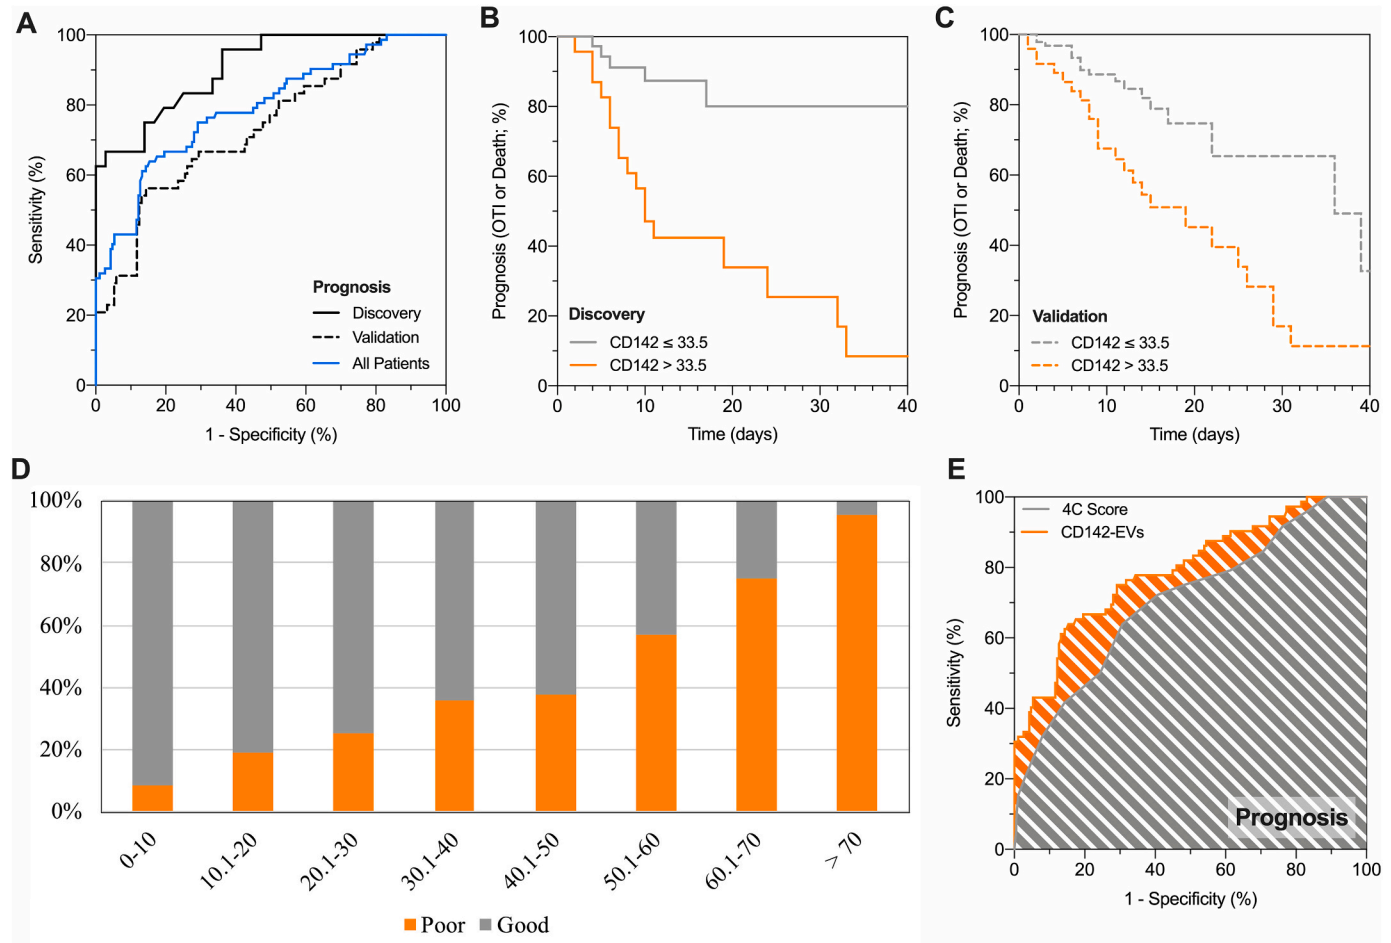 A
100
80
60
40
20
0
Sensitivity (%)
Prognosis
Discovery
Validation
All Patients
0 20 40 60 80 100
1 - Specificity (%)
B
100
80
60
40
20
0
Prognosis (OTI or Death; %)
Discovery
CD142 ≤ 33.5
CD142 > 33.5
0 10 20 30 40
Time (days)
C
100
80
60
40
20
0
Prognosis (OTI or Death; %)
Validation
CD142 ≤ 33.5
CD142 > 33.5
0 10 20 30 40
Time (days)
D
100%
80%
60%
40%
20%
0%
0-10 10.1-20 20.1-30 30.1-40 40.1-50 50.1-60 60.1-70 > 70
Poor Good
E
100
80
60
40
20
0
Sensitivity (%)
4C Score
CD142-EVs
Prognosis
0 20 40 60 80 100
1 - Specificity (%)